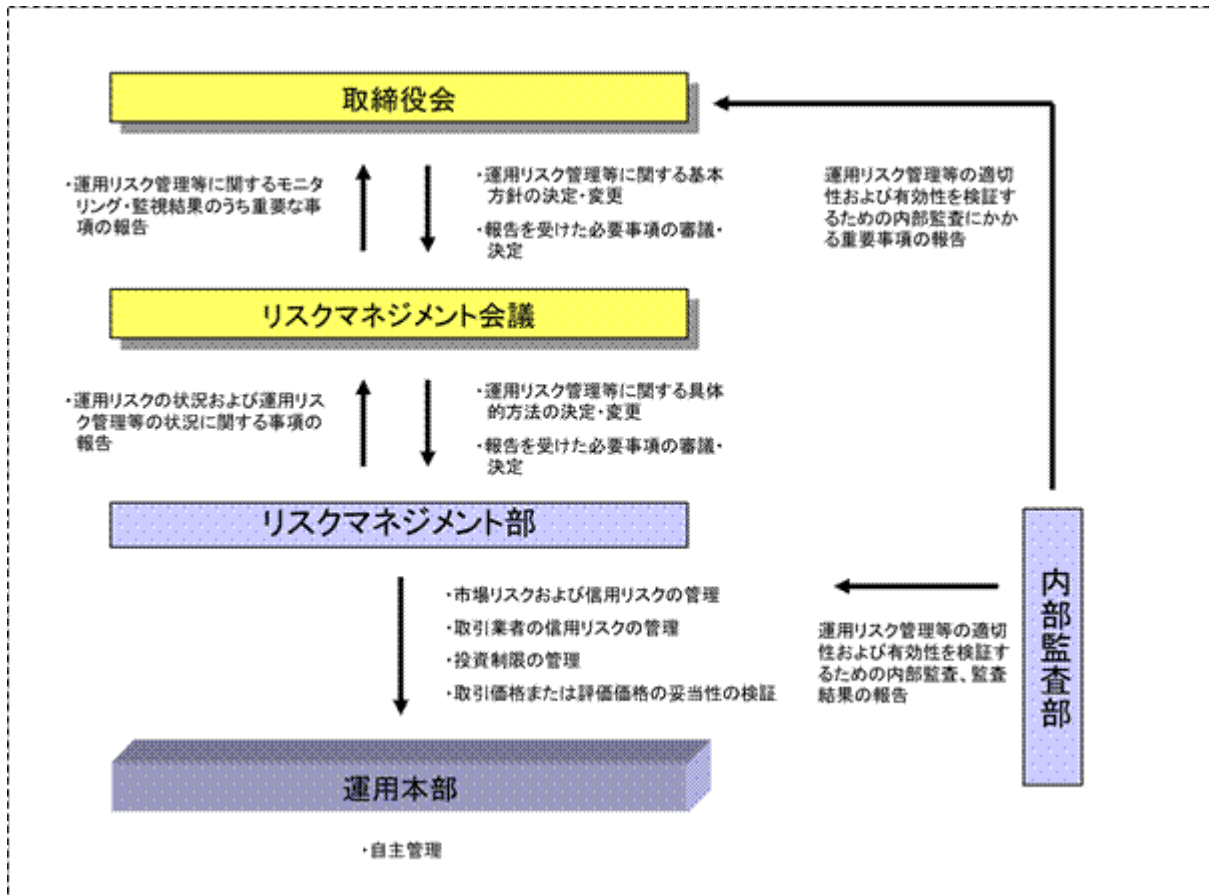 取締役会
・運用リスク管理等に関するモニタ
リング・監視結果のうち重要な事
項の報告
・運用リスク管理等に関する基本
方針の決定・変更
・報告を受けた必要事項の審議・
決定
運用リスク管理等の適切
性および有効性を検証す
るための内部監査にかか
る重要事項の報告
リスクマネジメント会議
・運用リスクの状況および運用リス
ク管理等の状況に関する事項の
報告
・運用リスク管理等に関する具体
的方法の決定・変更
・報告を受けた必要事項の審議・
決定
リスクマネジメント部
・市場リスクおよび信用リスクの管理
・取引業者の信用リスクの管理
・投資制限の管理
・取引価格または評価価格の妥当性の検証
運用リスク管理等の適切
性および有効性を検証す
るための内部監査、監査
結果の報告
内部監査部
運用本部
・自主管理